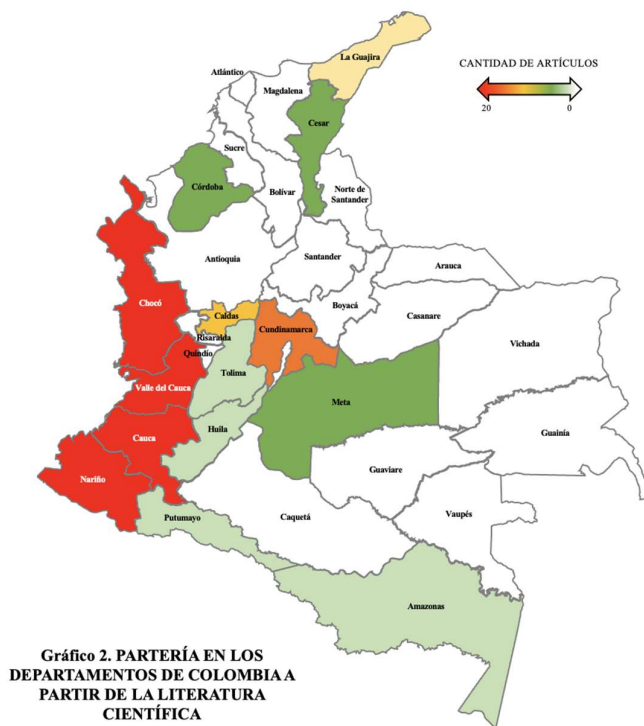 La Guajira
CANTIDAD DE ARTÍCULOS
20
0
Atlántico
Magdalena
Cesar
Sucre
Córdoba
Bolívar
Norte de
Santander
Antioquia
Santander
Arauca
Boyacá
Chocó
Caldas
Cundinamarca
Casanare
Risaralda
Vichada
Quindío
Tolima
Valle del Cauca
Meta
Huila
Cauca
Guainía
Guaviare
Nariño
Vaupés
Putumayo
Caquetá
Amazonas
Gráfico 2. PARTERÍA EN LOS
DEPARTAMENTOS DE COLOMBIA A
PARTIR DE LA LITERATURA
CIENTÍFICA